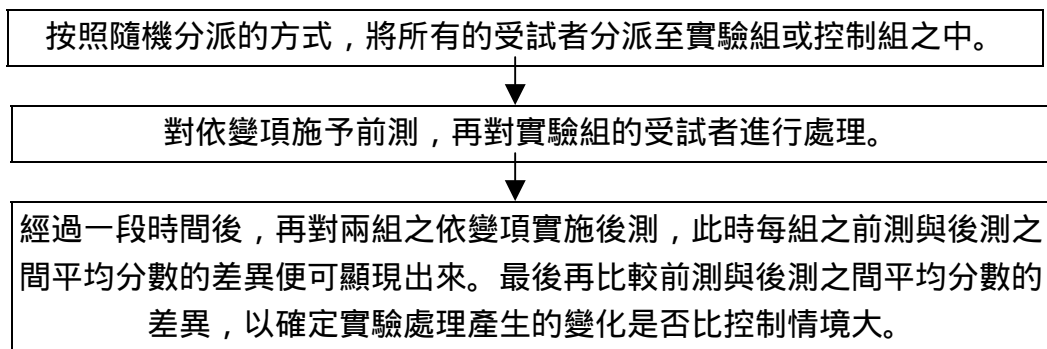 按照隨機分派的方式，將所有的受試者分派至實驗組或控制組之中。
對依變項施予前測，再對實驗組的受試者進行處理。
經過一段時間後，再對兩組之依變項實施後測，此時每組之前測與後測之
間平均分數的差異便可顯現出來。最後再比較前測與後測之間平均分數的
差異，以確定實驗處理產生的變化是否比控制情境大。